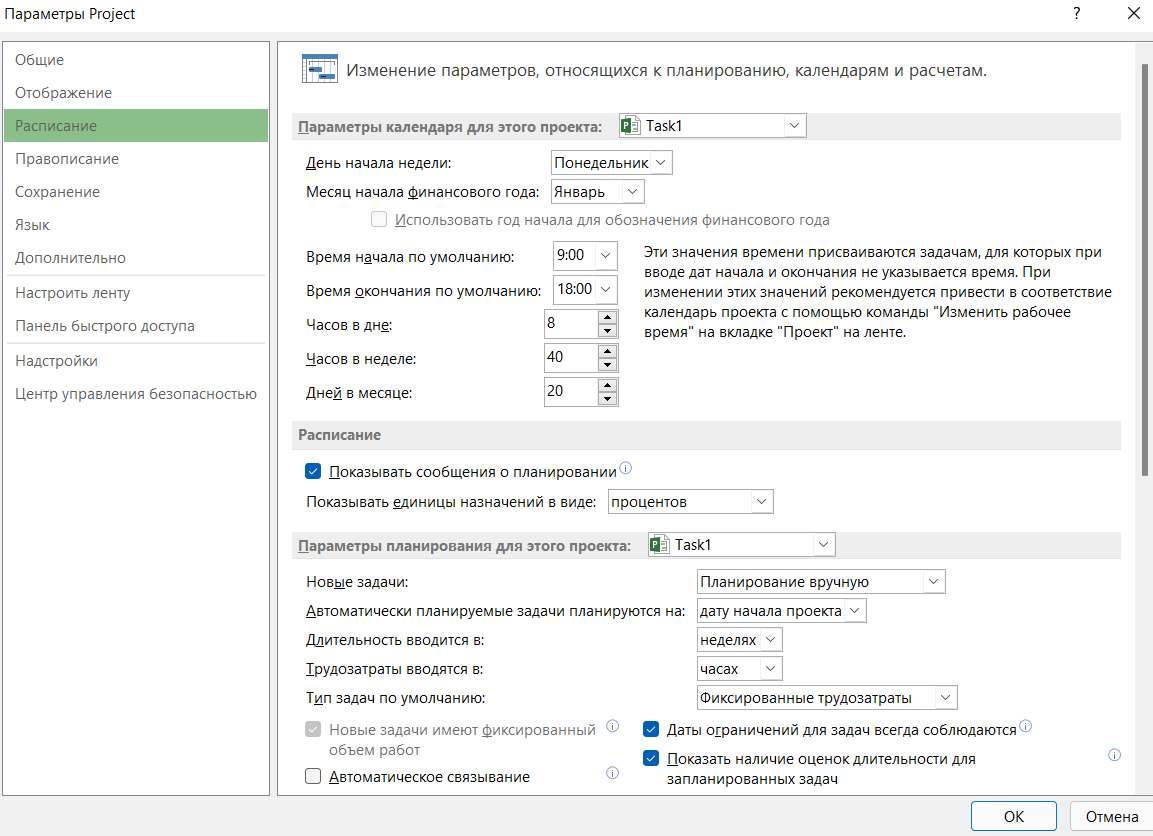 Параметры Project
?
Общие
Отображение
Расписание
Правописание
Сохранение
Язык
Дополнительно
Настроить ленту
Панель быстрого доступа
Надстройки
Центр управления безопасностью
Изменение параметров, относящихся к планированию, календарям и расчетам.
Параметры календаря для этого проекта: Task1
День начала недели: Понедельник
Месяц начала финансового года: Январь
Использовать год начала для обозначения финансового года
Время начала по умолчанию: 9:00
Время окончания по умолчанию: 18:00
Часов в дне: 8
Часов в неделе: 40
Дней в месяце: 20
Эти значения времени присваиваются задачам, для которых при
вводе дат начала и окончания не указывается время. При
изменении этих значений рекомендуется привести в соответствие
календарь проекта с помощью команды "Изменить рабочее
время" на вкладке "Проект" на ленте.
Расписание
Показывать сообщения о планировании
Показывать единицы назначений в виде: процентов
Параметры планирования для этого проекта: Task1
Новые задачи: Планирование вручную
Автоматически планируемые задачи планируются на: дату начала проекта
Длительность вводится в: неделях
Трудозатраты вводятся в: часах
Тип задач по умолчанию: Фиксированные трудозатраты
Новые задачи имеют фиксированный
объем работ
Автоматическое связывание
Даты ограничений для задач всегда соблюдаются
Показать наличие оценок длительности для
запланированных задач
ОК
Отмена